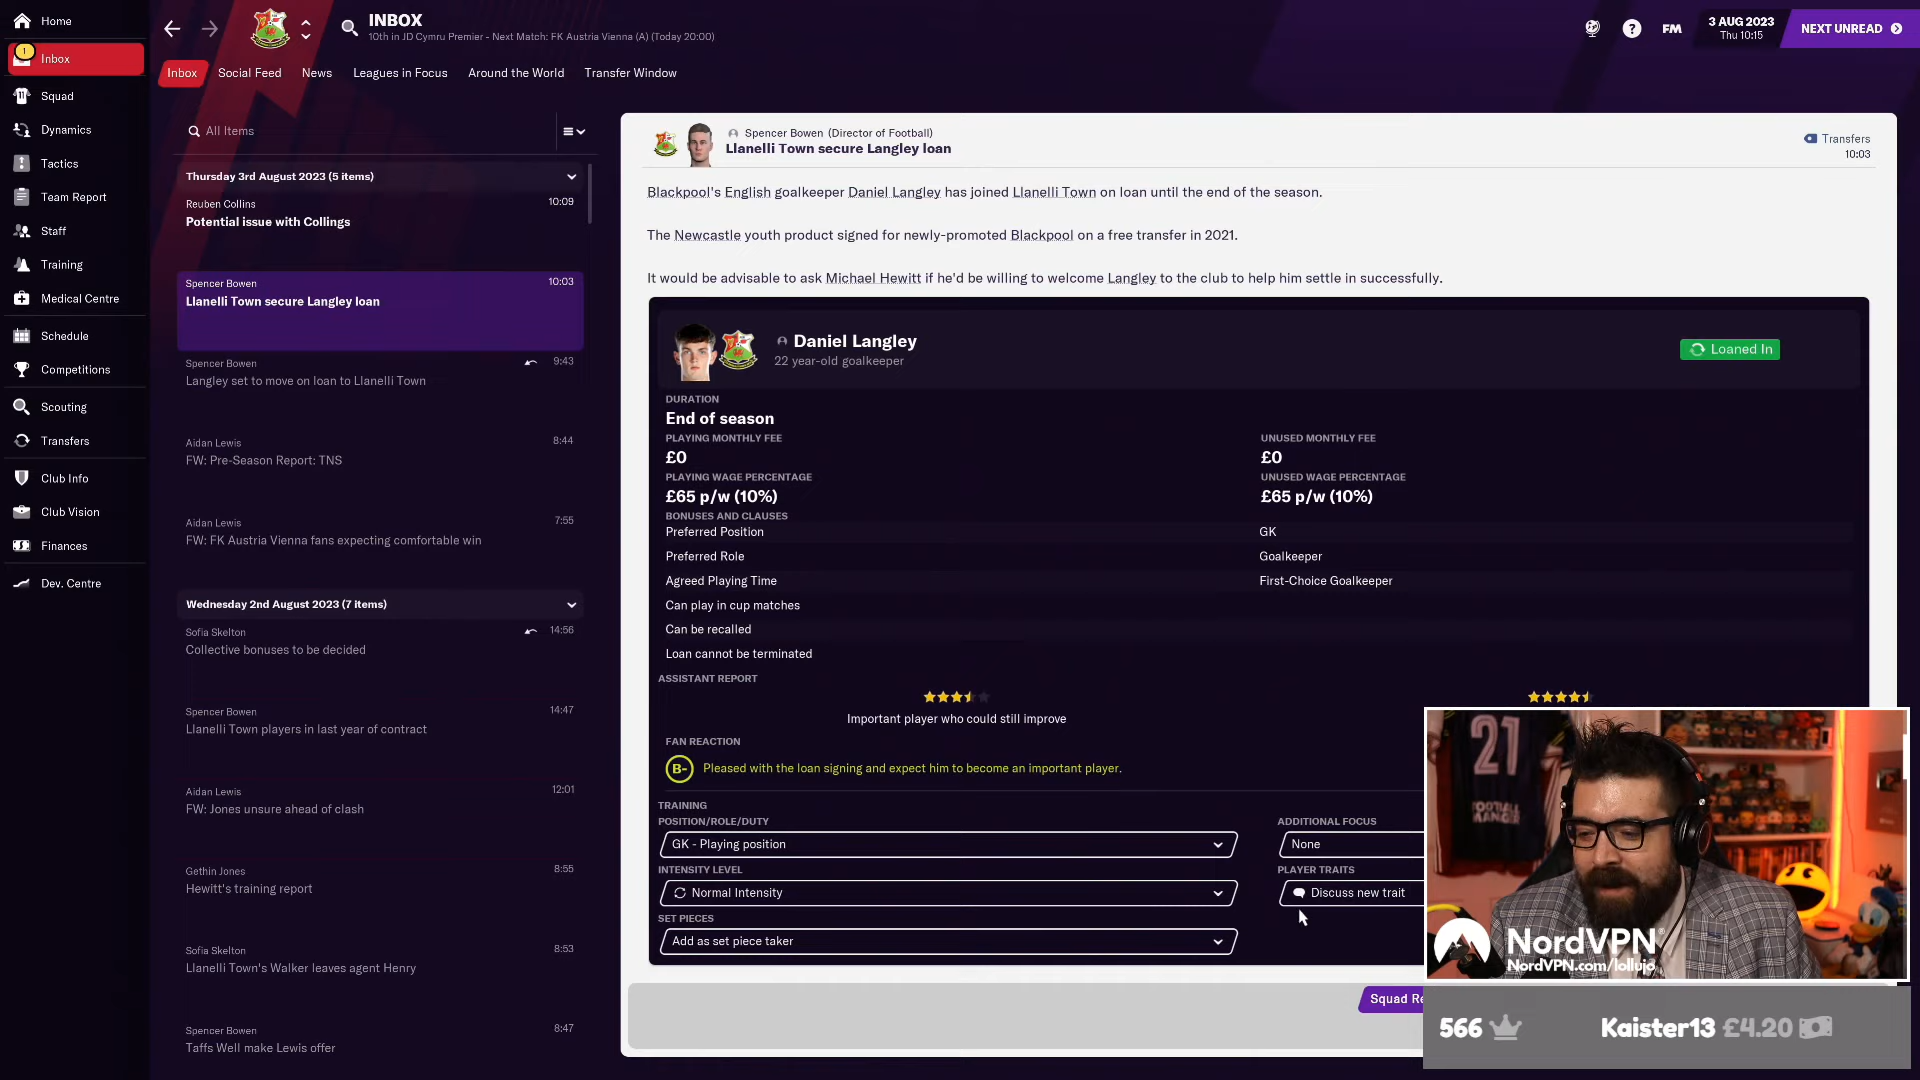 Home
1
Inbox
Squad
Dynamics
Tactics
Team Report
Staff
Training
Medical Centre
Schedule
Competitions
Scouting
Transfers
Club Info
Club Vision
Finances
Dev. Centre
INBOX
10th in JD Cymru Premier - Next Match: FK Austria Vienna (A) (Today 20:00)
FM
3 AUG 2023
Thu 10:15
NEXT UNREAD
Inbox Social Feed News Leagues in Focus Around the World Transfer Window
All Items
Thursday 3rd August 2023 (5 items)
Reuben Collins 10:09
Potential issue with Collings
Spencer Bowen 10:03
Llanelli Town secure Langley loan
Spencer Bowen 9:43
Langley set to move on loan to Llanelli Town
Aidan Lewis 8:44
FW: Pre-Season Report: TNS
Aidan Lewis 7:55
FW: FK Austria Vienna fans expecting comfortable win
Wednesday 2nd August 2023 (7 items)
Sofia Skelton 14:56
Collective bonuses to be decided
Spencer Bowen 14:47
Llanelli Town players in last year of contract
Aidan Lewis 12:01
FW: Jones unsure ahead of clash
Gethin Jones 8:55
Hewitt's training report
Sofia Skelton 8:53
Llanelli Town's Walker leaves agent Henry
Spencer Bowen 8:47
Taffs Well make Lewis offer
Spencer Bowen (Director of Football)
Llanelli Town secure Langley loan
Transfers
10:03
Blackpool's English goalkeeper Daniel Langley has joined Llanelli Town on loan until the end of the season.
The Newcastle youth product signed for newly-promoted Blackpool on a free transfer in 2021.
It would be advisable to ask Michael Hewitt if he'd be willing to welcome Langley to the club to help him settle in successfully.
Daniel Langley
22 year-old goalkeeper
Loaned In
DURATION
End of season
PLAYING MONTHLY FEE UNUSED MONTHLY FEE
£0 £0
PLAYING WAGE PERCENTAGE UNUSED WAGE PERCENTAGE
£65 p/w (10%) £65 p/w (10%)
BONUSES AND CLAUSES
Preferred Position GK
Preferred Role Goalkeeper
Agreed Playing Time First-Choice Goalkeeper
Can play in cup matches
Can be recalled
Loan cannot be terminated
ASSISTANT REPORT
Important player who could still improve
FAN REACTION
B- Pleased with the loan signing and expect him to become an important player.
TRAINING
POSITION/ROLE/DUTY ADDITIONAL FOCUS
GK - Playing position None
INTENSITY LEVEL PLAYER TRAITS
Normal Intensity Discuss new trait
SET PIECES
Add as set piece taker
Squad Re
21
NordVPN®
NordVPN.com/lollujo
566 Kaister13 £4.20